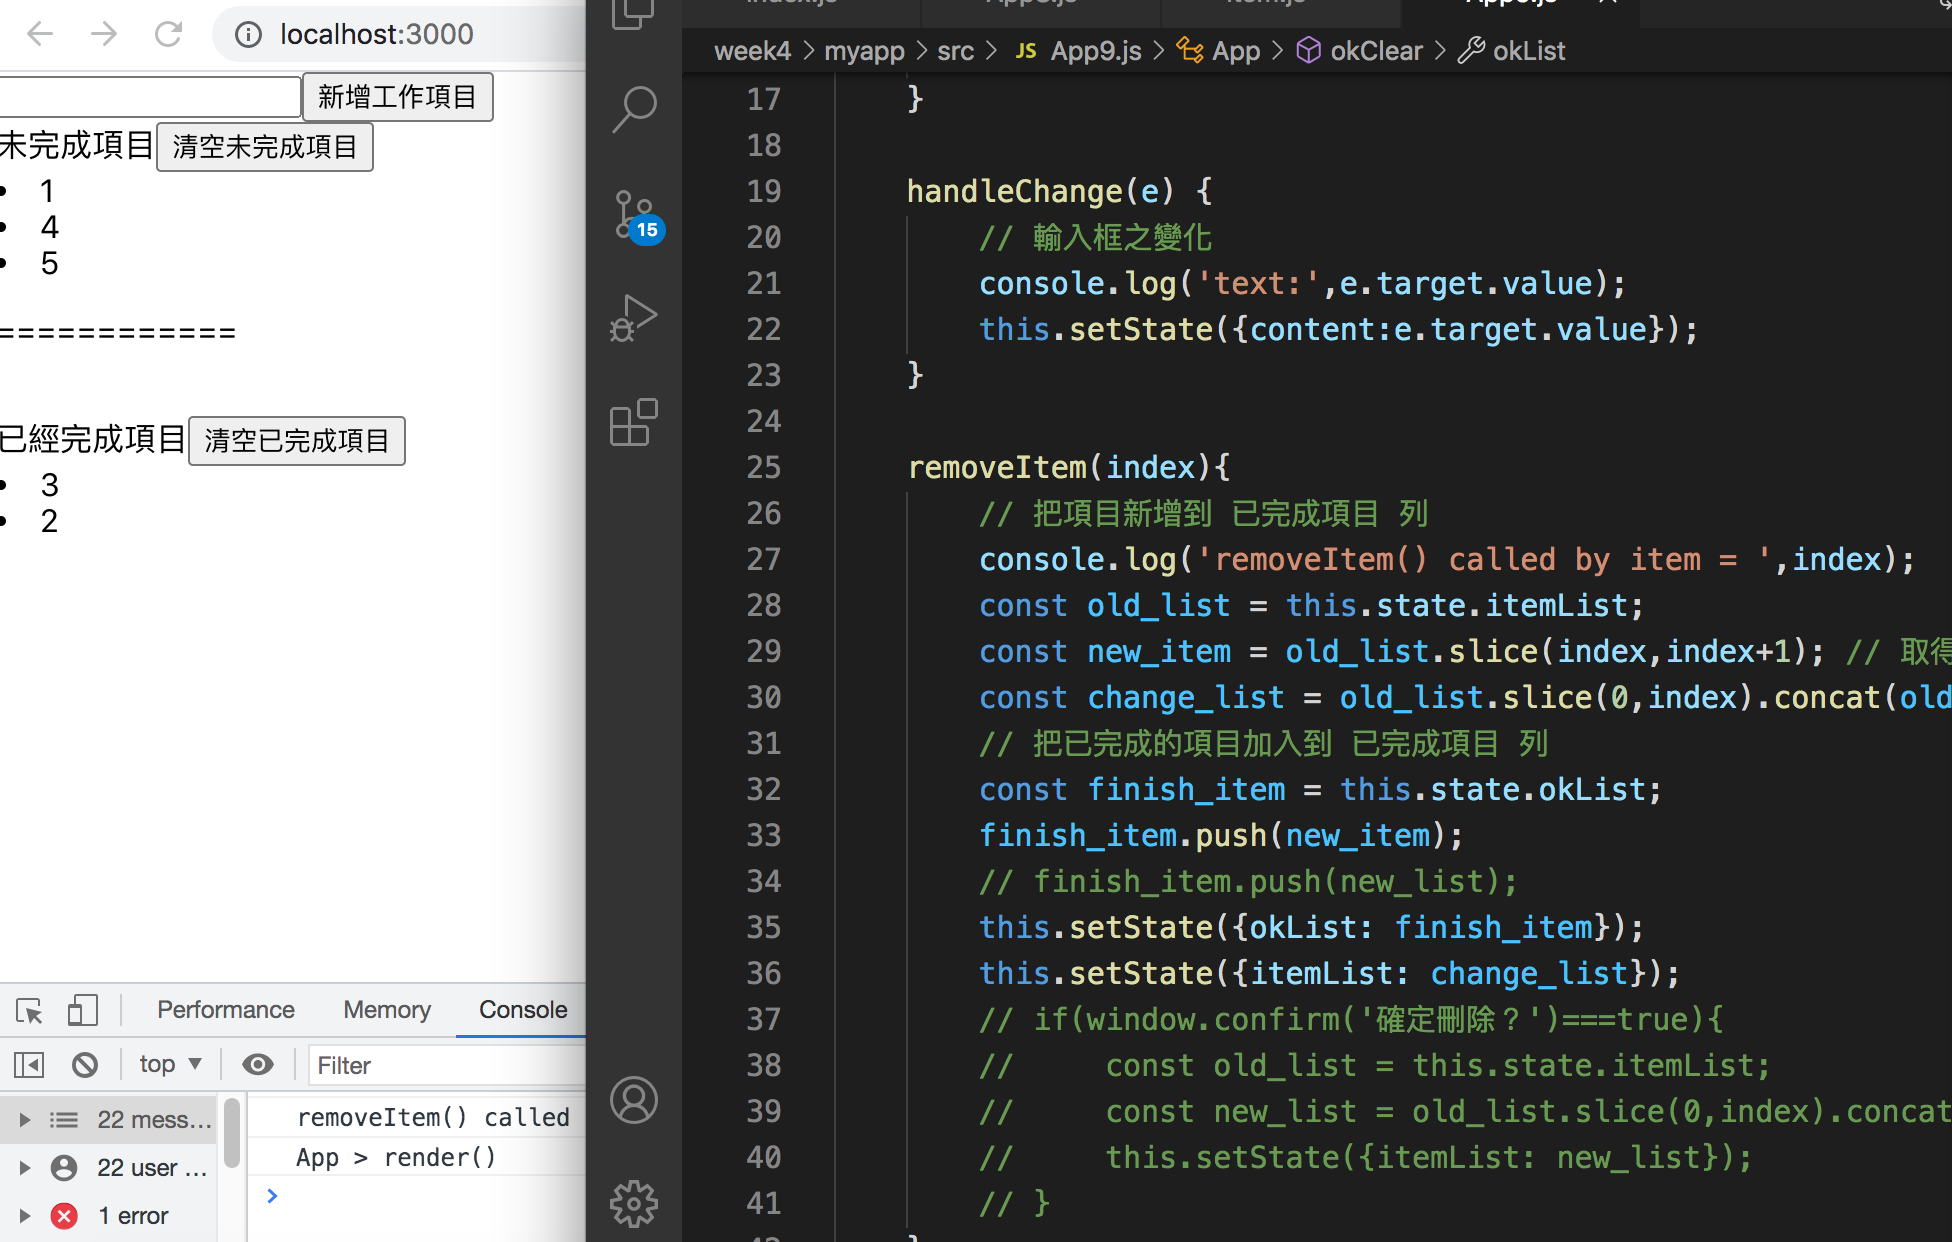 localhost:3000
新增工作項目
未完成項目 清空未完成項目
1
4
5
============
已經完成項目 清空已完成項目
3
2
Performance Memory Console
top Filter
22 mess...
22 user ...
1 error
removeItem() called
App > render()
15
week4 > myapp > src > JS App9.js > App > okClear > okList
17 }
18
19 handleChange(e) {
20 // 輸入框之變化
21 console.log('text:',e.target.value);
22 this.setState({content:e.target.value});
23 }
24
25 removeItem(index){
26 // 把項目新增到 已完成項目 列
27 console.log('removeItem() called by item = ',index);
28 const old_list = this.state.itemList;
29 const new_item = old_list.slice(index,index+1); // 取得
30 const change_list = old_list.slice(0,index).concat(old
31 // 把已完成的項目加入到 已完成項目 列
32 const finish_item = this.state.okList;
33 finish_item.push(new_item);
34 // finish_item.push(new_list);
35 this.setState({okList: finish_item});
36 this.setState({itemList: change_list});
37 // if(window.confirm('確定刪除？')===true){
38 // const old_list = this.state.itemList;
39 // const new_list = old_list.slice(0,index).concat
40 // this.setState({itemList: new_list});
41 // }